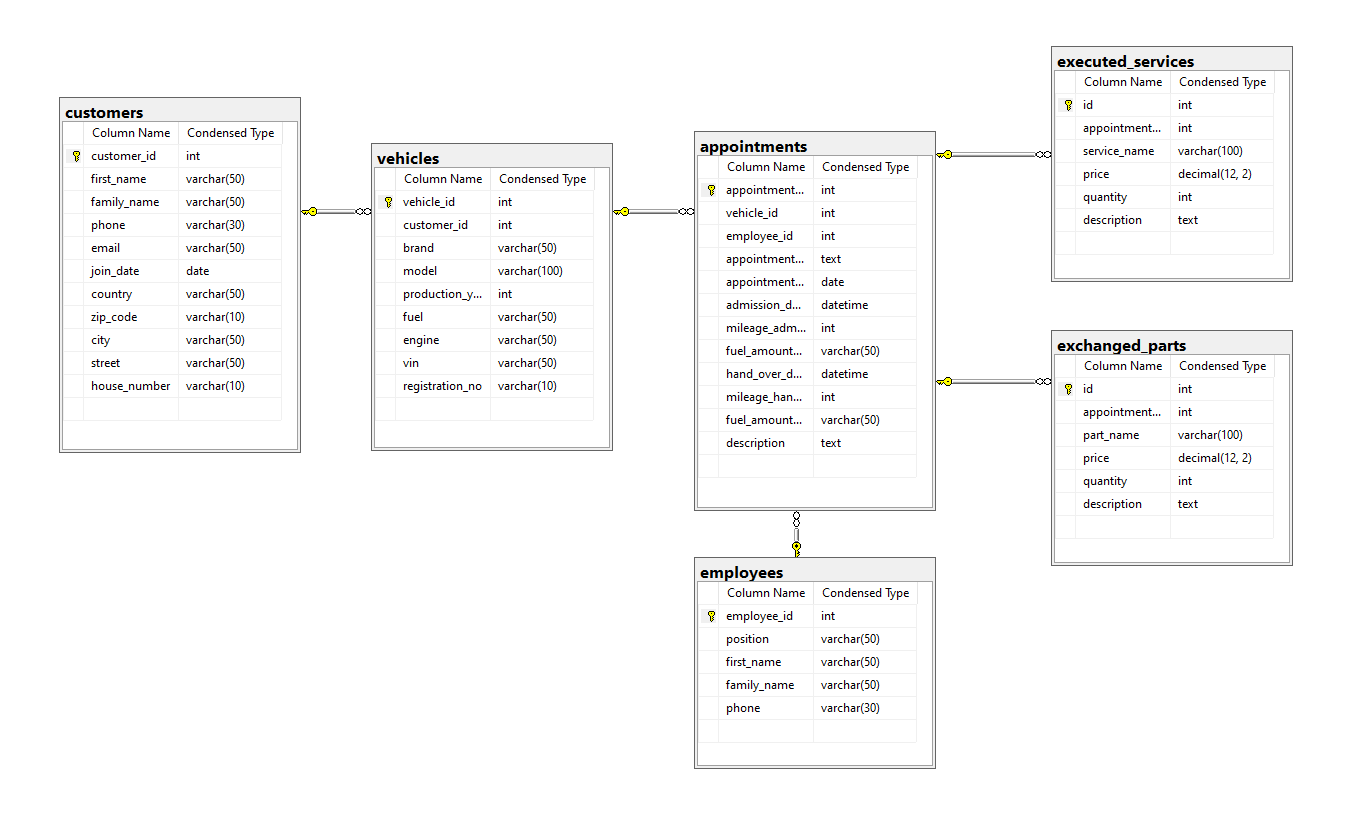 customers
Column Name Condensed Type
customer_id int
first_name varchar(50)
family_name varchar(50)
phone varchar(30)
email varchar(50)
join_date date
country varchar(50)
zip_code varchar(10)
city varchar(50)
street varchar(50)
house_number varchar(10)
vehicles
Column Name Condensed Type
vehicle_id int
customer_id int
brand varchar(50)
model varchar(100)
production_y... int
fuel varchar(50)
engine varchar(50)
vin varchar(50)
registration_no varchar(10)
appointments
Column Name Condensed Type
appointment... int
vehicle_id int
employee_id int
appointment... text
appointment... date
admission_d... datetime
mileage_adm... int
fuel_amount... varchar(50)
hand_over_d... datetime
mileage_han... int
fuel_amount... varchar(50)
description text
employees
Column Name Condensed Type
employee_id int
position varchar(50)
first_name varchar(50)
family_name varchar(50)
phone varchar(30)
executed_services
Column Name Condensed Type
id int
appointment... int
service_name varchar(100)
price decimal(12, 2)
quantity int
description text
exchanged_parts
Column Name Condensed Type
id int
appointment... int
part_name varchar(100)
price decimal(12, 2)
quantity int
description text